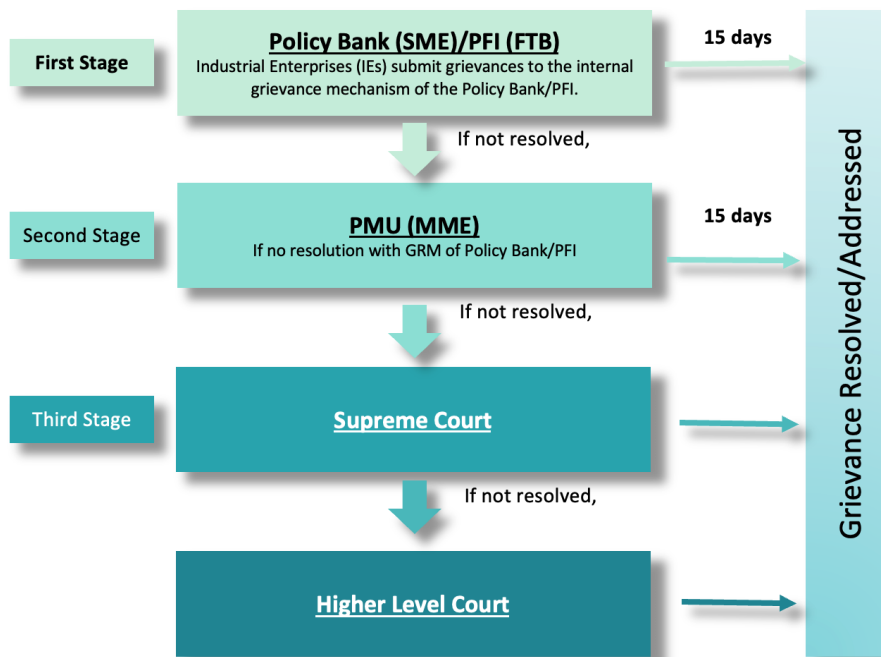 First Stage
Policy Bank (SME)/PFI (FTB)
Industrial Enterprises (IEs) submit grievances to the internal
grievance mechanism of the Policy Bank/PFI.
15 days
If not resolved,
Second Stage
PMU (MME)
If no resolution with GRM of Policy Bank/PFI
15 days
If not resolved,
Third Stage
Supreme Court
If not resolved,
Higher Level Court
Grievance Resolved/Addressed